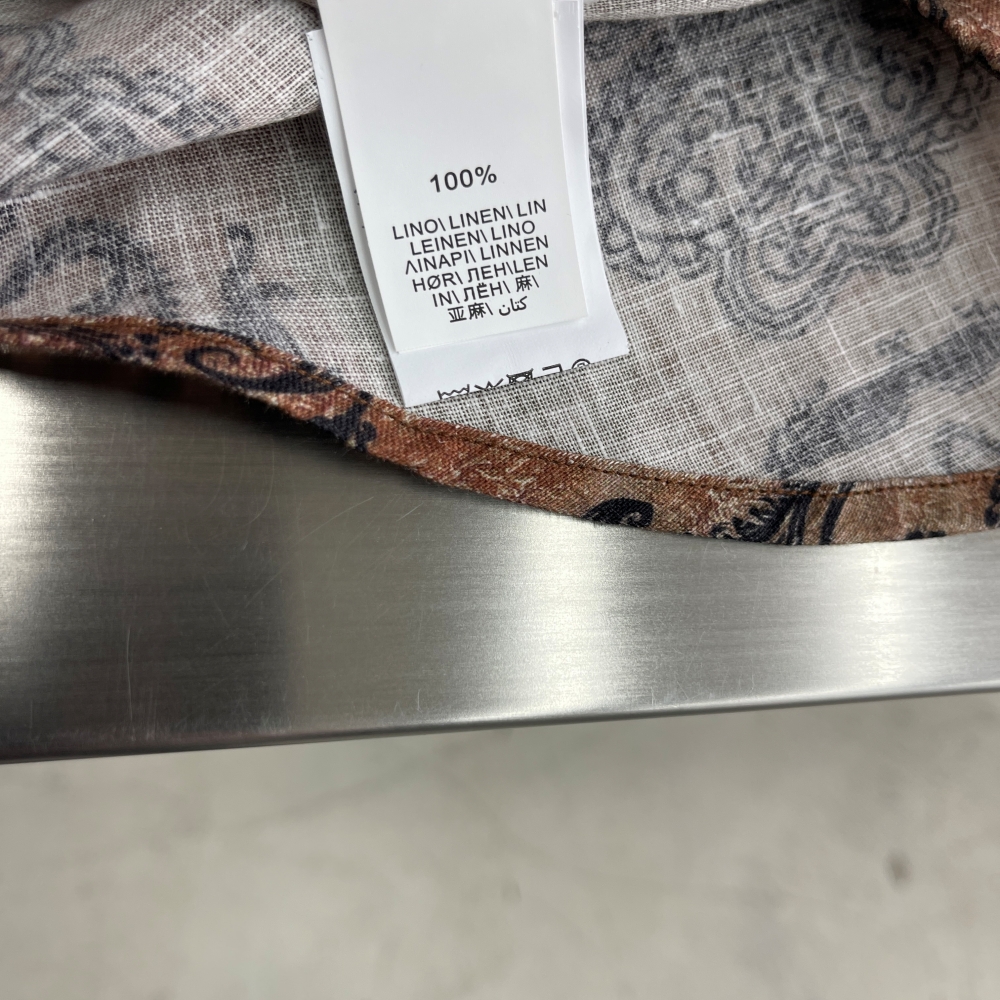 100%
LINO\ LINEN\ LIN
LEINEN\ LINO
ΛΙΝΑΡΙ\ LINNEN
HØR\ ЛЕН\LEN
IN\ ЛЁН\ 麻\
亚麻\ كتان